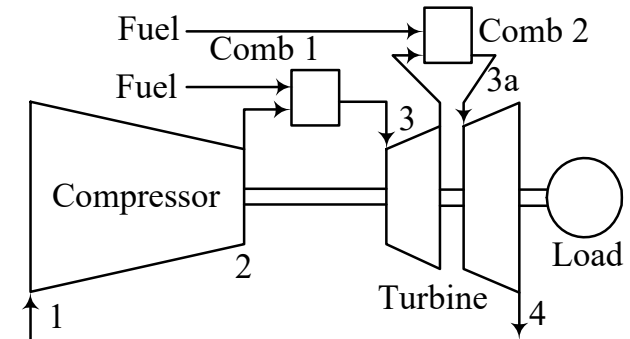 Fuel
Comb 2
Comb 1
Fuel
3a
3
Compressor
2
Load
Turbine
1
4